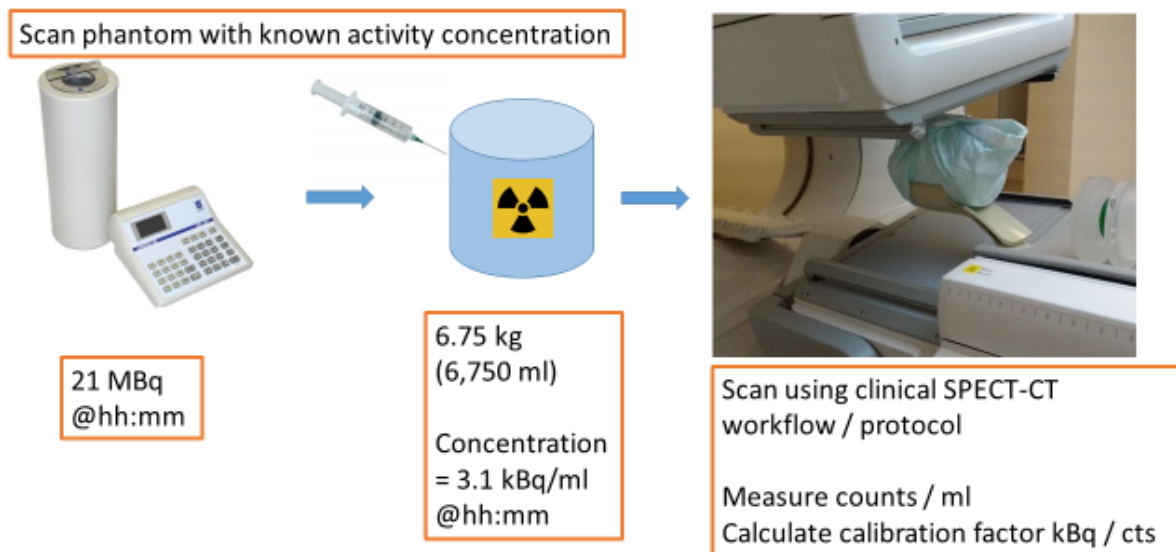 Scan phantom with known activity concentration
21 MBq
@hh:mm
6.75 kg
(6,750 ml)
Concentration
= 3.1 kBq/ml
@hh:mm
Scan using clinical SPECT-CT
workflow / protocol
Measure counts / ml
Calculate calibration factor kBq / cts